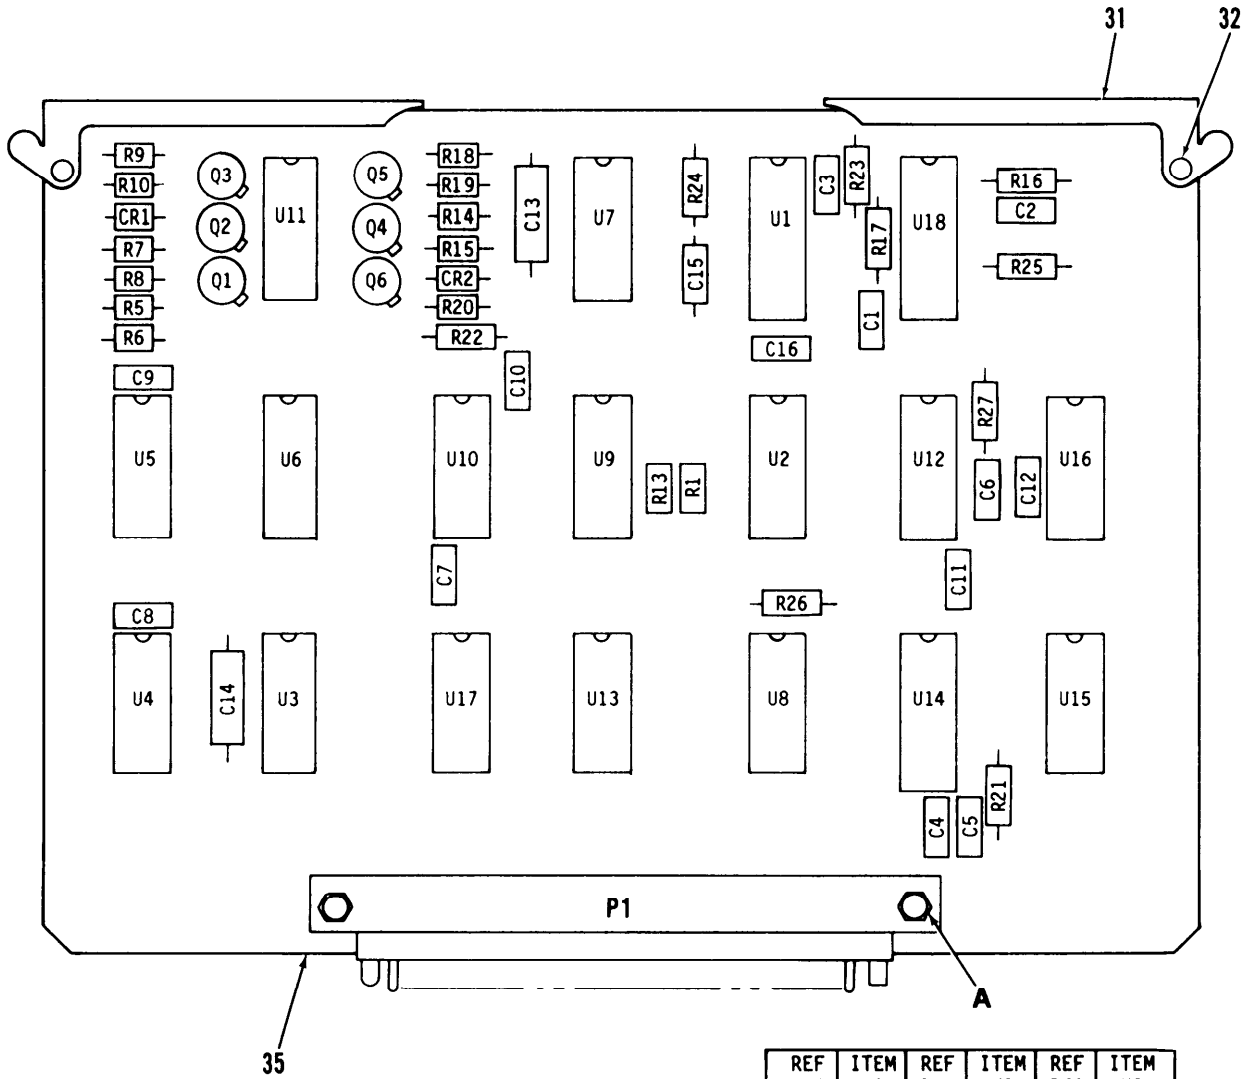 31 32
R9 R18
R10 Q3 Q5 R19 C3 R23 R16
CR1 U11 R14 C13 U7 R24 U1 U18 C2
Q2 Q4 R17
R7 R15
R8 Q1 Q6 CR2 C15 R25
R5 R20
R6 R22 C16 C1
C9 C10
R27
U5 U6 U10 U9 U2 U12 U16
R13 R1 C6 C12
C7 C11
C8 R26
U4 C14 U3 U17 U13 U8 U14 U15
R21
C4 C5
P1
A
35
REF ITEM REF ITEM REF ITEM